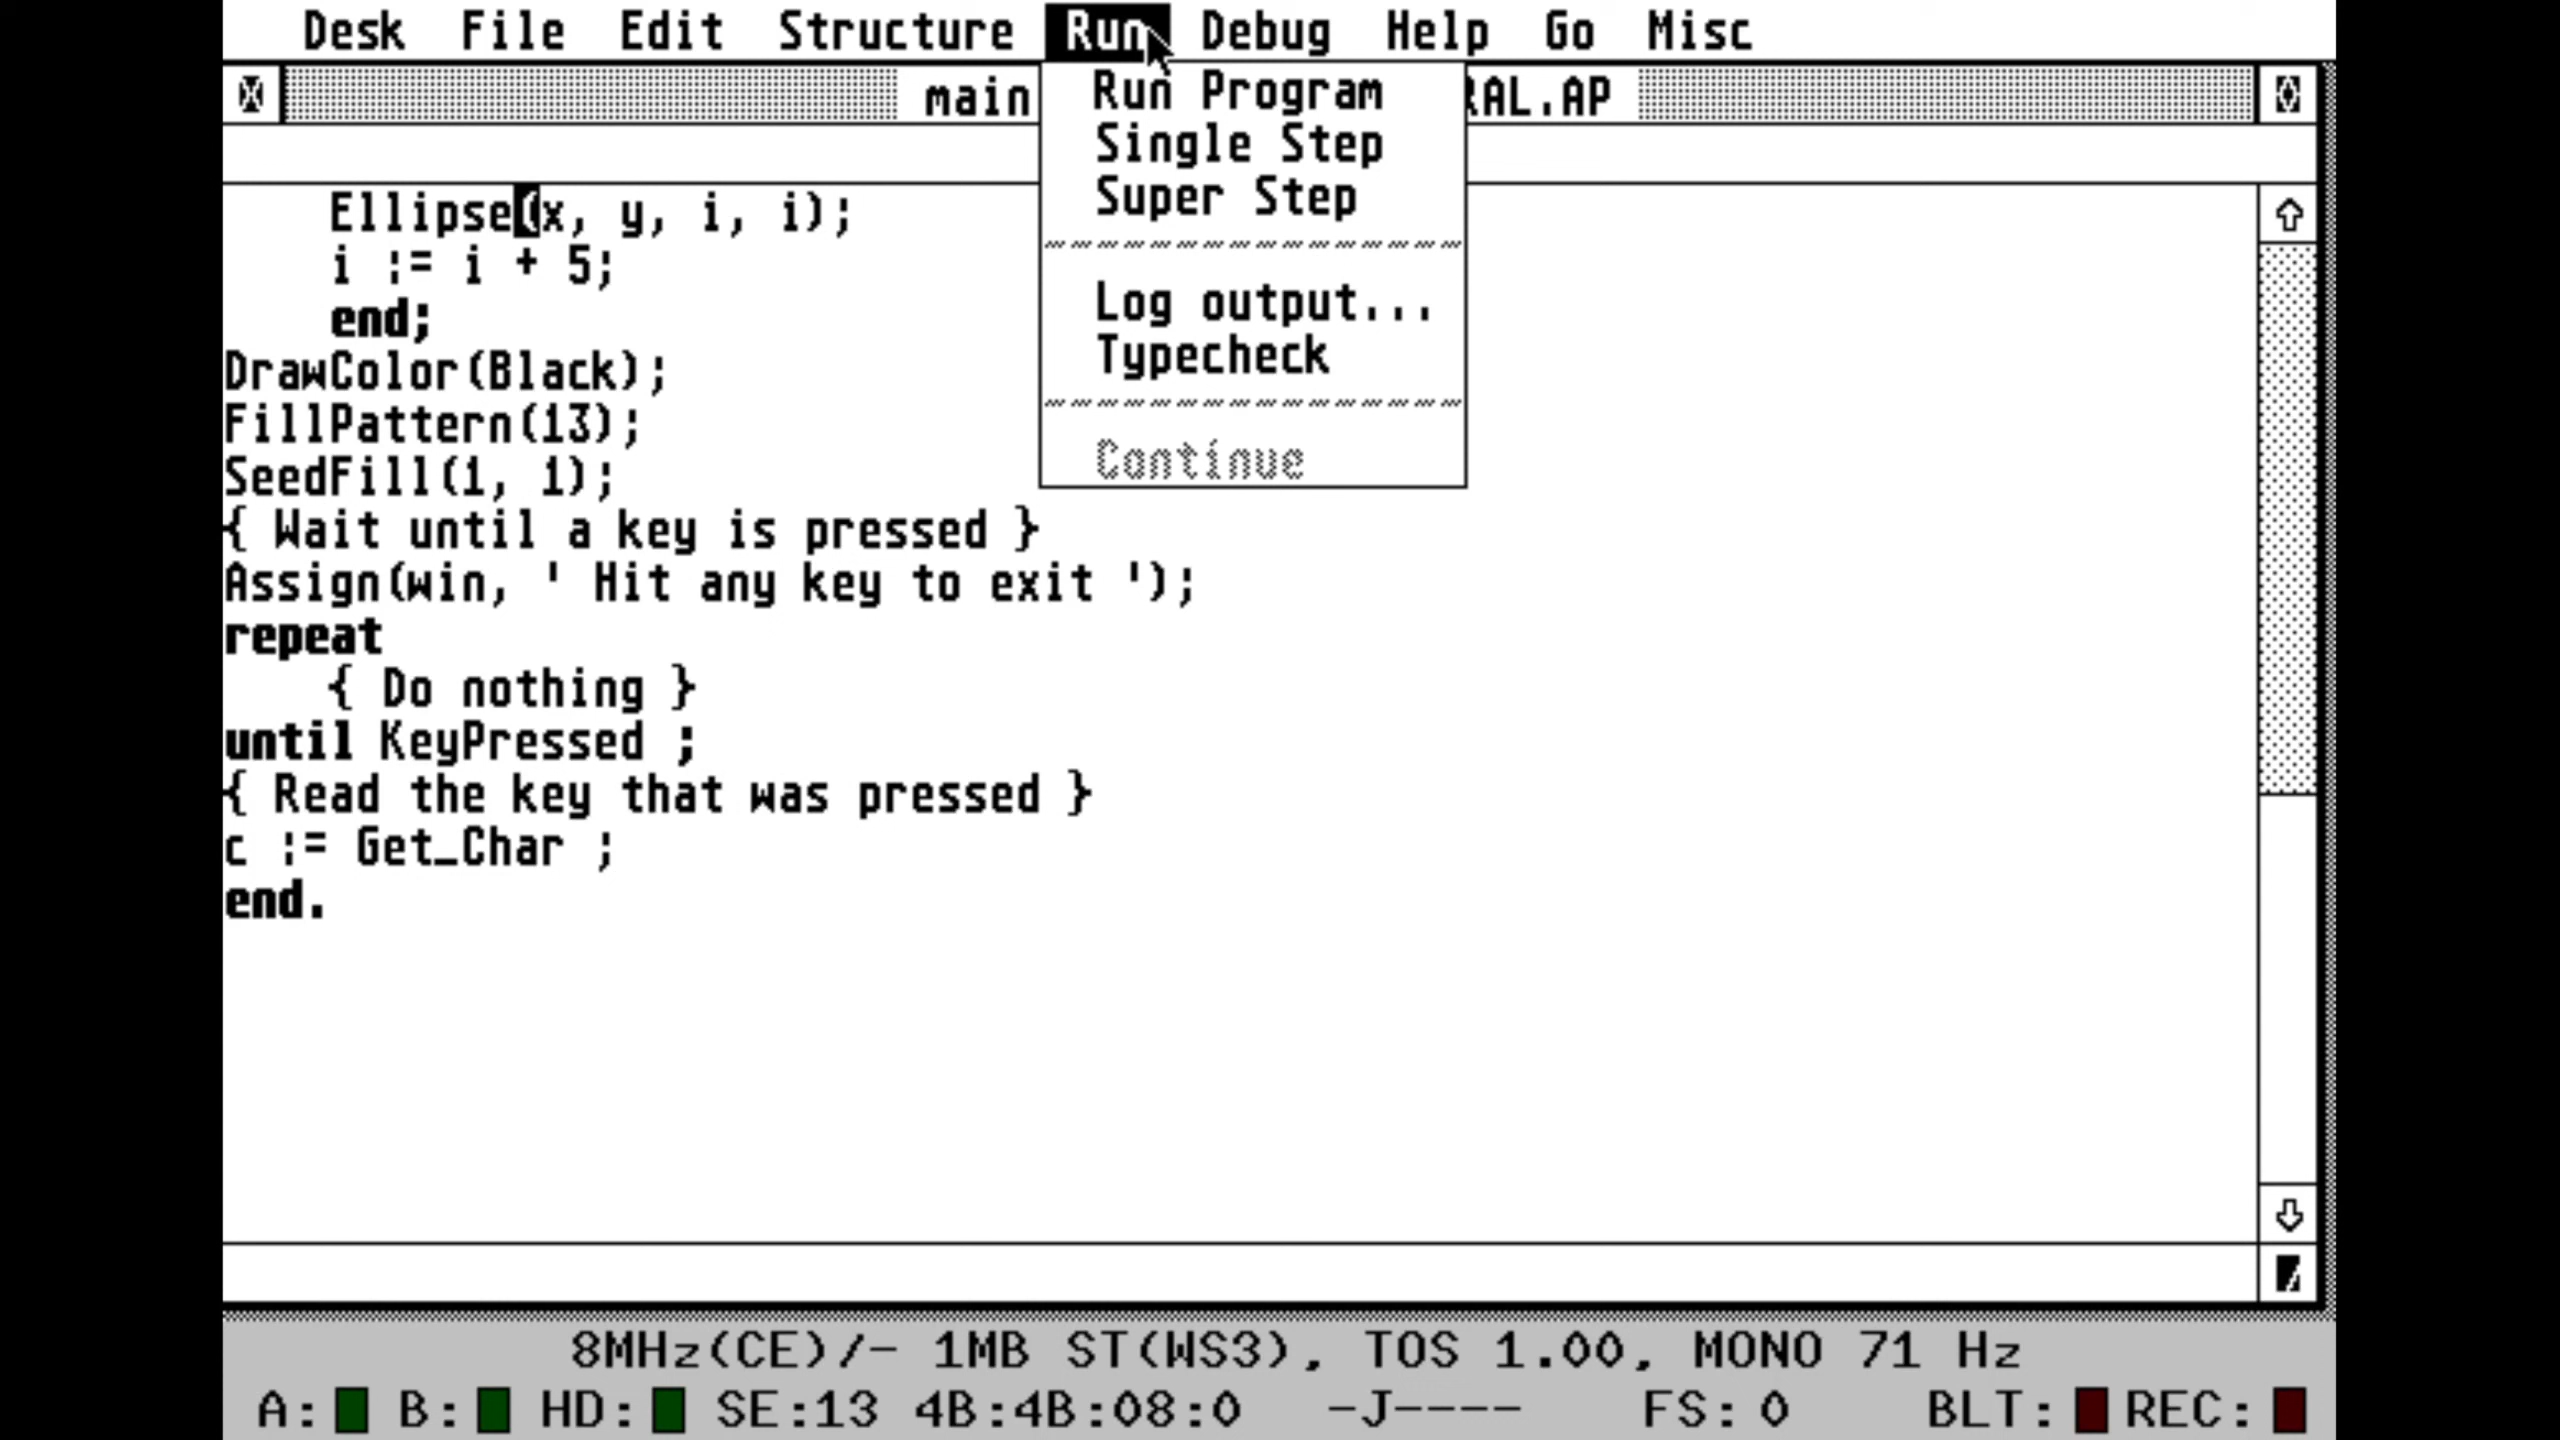 Desk File Edit Structure Run Debug Help Go Misc
main RAL.AP
Run Program
Single Step
Super Step
Log output...
Typecheck
Continue
Ellipse(x, y, i, i);
i := i + 5;
end;
DrawColor(Black);
FillPattern(13);
SeedFill(1, 1);
{ Wait until a key is pressed }
Assign(win, ' Hit any key to exit ');
repeat
{ Do nothing }
until KeyPressed ;
{ Read the key that was pressed }
c := Get_Char ;
end.
8MHz(CE)/- 1MB ST(WS3), TOS 1.00, MONO 71 Hz
A: B: HD: SE:13 4B:4B:08:0 -J---- FS: 0 BLT: REC: